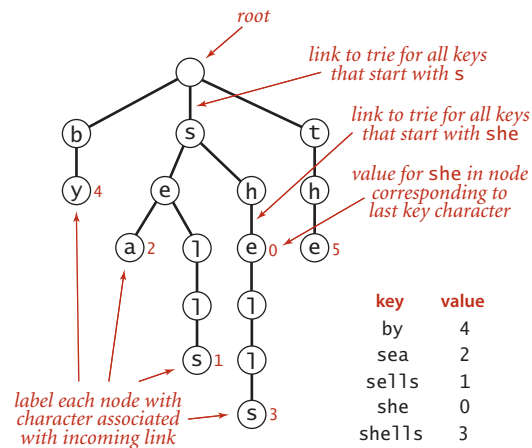 root
link to trie for all keys
that start with s
link to trie for all keys
that start with she
b
s
t
value for she in node
corresponding to
last key character
y 4
e
h
h
a 2
l
e 0
e 5
l
l
key value
by 4
s 1
l
sea 2
sells 1
label each node with
character associated
with incoming link
s 3
she 0
shells 3